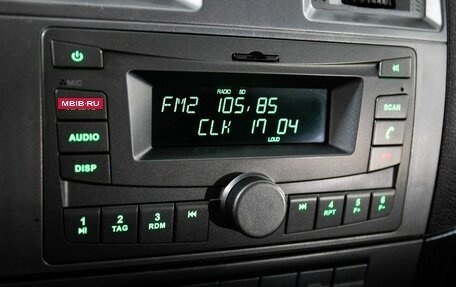 MIC
MBIB.RU
AUDIO
DISP
RADIO SD
FM2 105.85
CLK 17 04
LOUD
SCAN
1
2 TAG
3 RDM
4 RPT
5 F+
6 F-